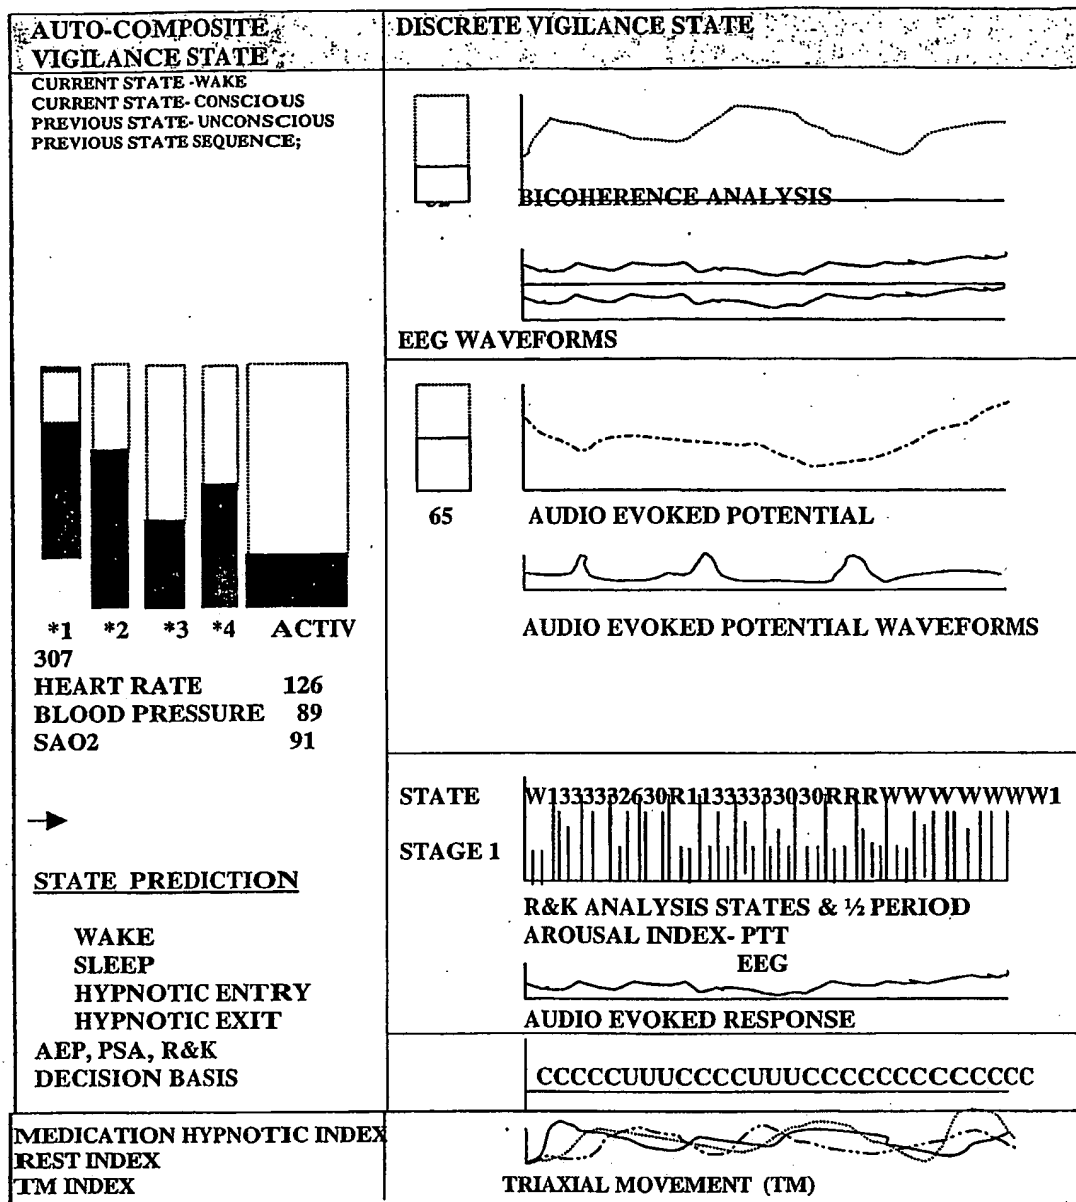 AUTO-COMPOSITE
VIGILANCE STATE
CURRENT STATE -WAKE
CURRENT STATE- CONSCIOUS
PREVIOUS STATE- UNCONSCIOUS
PREVIOUS STATE SEQUENCE;
*1 *2 *3 *4 ACTIV
307
HEART RATE 126
BLOOD PRESSURE 89
SAO2 91
STATE PREDICTION
WAKE
SLEEP
HYPNOTIC ENTRY
HYPNOTIC EXIT
AEP, PSA, R&K
DECISION BASIS
MEDICATION HYPNOTIC INDEX
REST INDEX
TM INDEX
DISCRETE VIGILANCE STATE
BICOHERENCE ANALYSIS
EEG WAVEFORMS
65 AUDIO EVOKED POTENTIAL
AUDIO EVOKED POTENTIAL WAVEFORMS
STATE W13333332630R113333333030RRRWWWWWWWW1
STAGE 1
R&K ANALYSIS STATES & ½ PERIOD
AROUSAL INDEX- PTT
EEG
AUDIO EVOKED RESPONSE
CCCCCUUUCCCCUUUCCCCCCCCCCCCCC
TRIAXIAL MOVEMENT (TM)